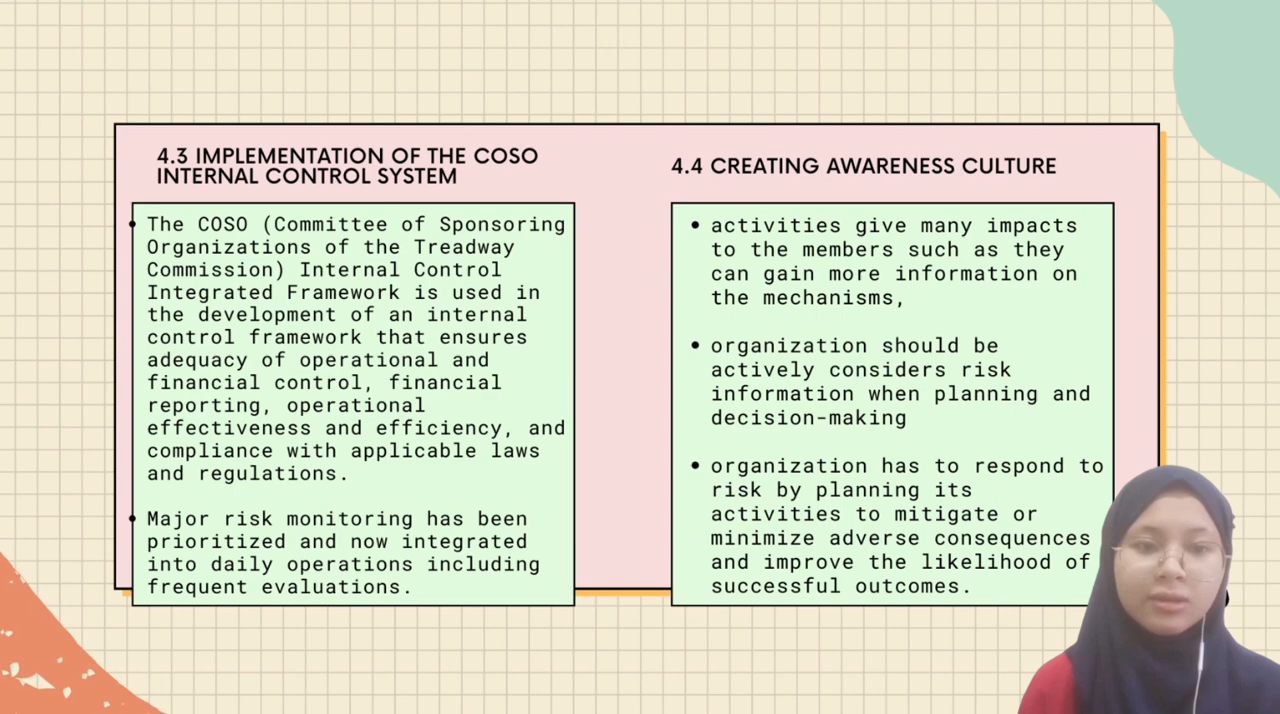 4.3 IMPLEMENTATION OF THE COSO
INTERNAL CONTROL SYSTEM
• The COSO (Committee of Sponsoring
Organizations of the Treadway
Commission) Internal Control
Integrated Framework is used in
the development of an internal
control framework that ensures
adequacy of operational and
financial control, financial
reporting, operational
effectiveness and efficiency, and
compliance with applicable laws
and regulations.
• Major risk monitoring has been
prioritized and now integrated
into daily operations including
frequent evaluations.
4.4 CREATING AWARENESS CULTURE
• activities give many impacts
to the members such as they
can gain more information on
the mechanisms,
• organization should be
actively considers risk
information when planning and
decision-making
• organization has to respond to
risk by planning its
activities to mitigate or
minimize adverse consequences
and improve the likelihood of
successful outcomes.